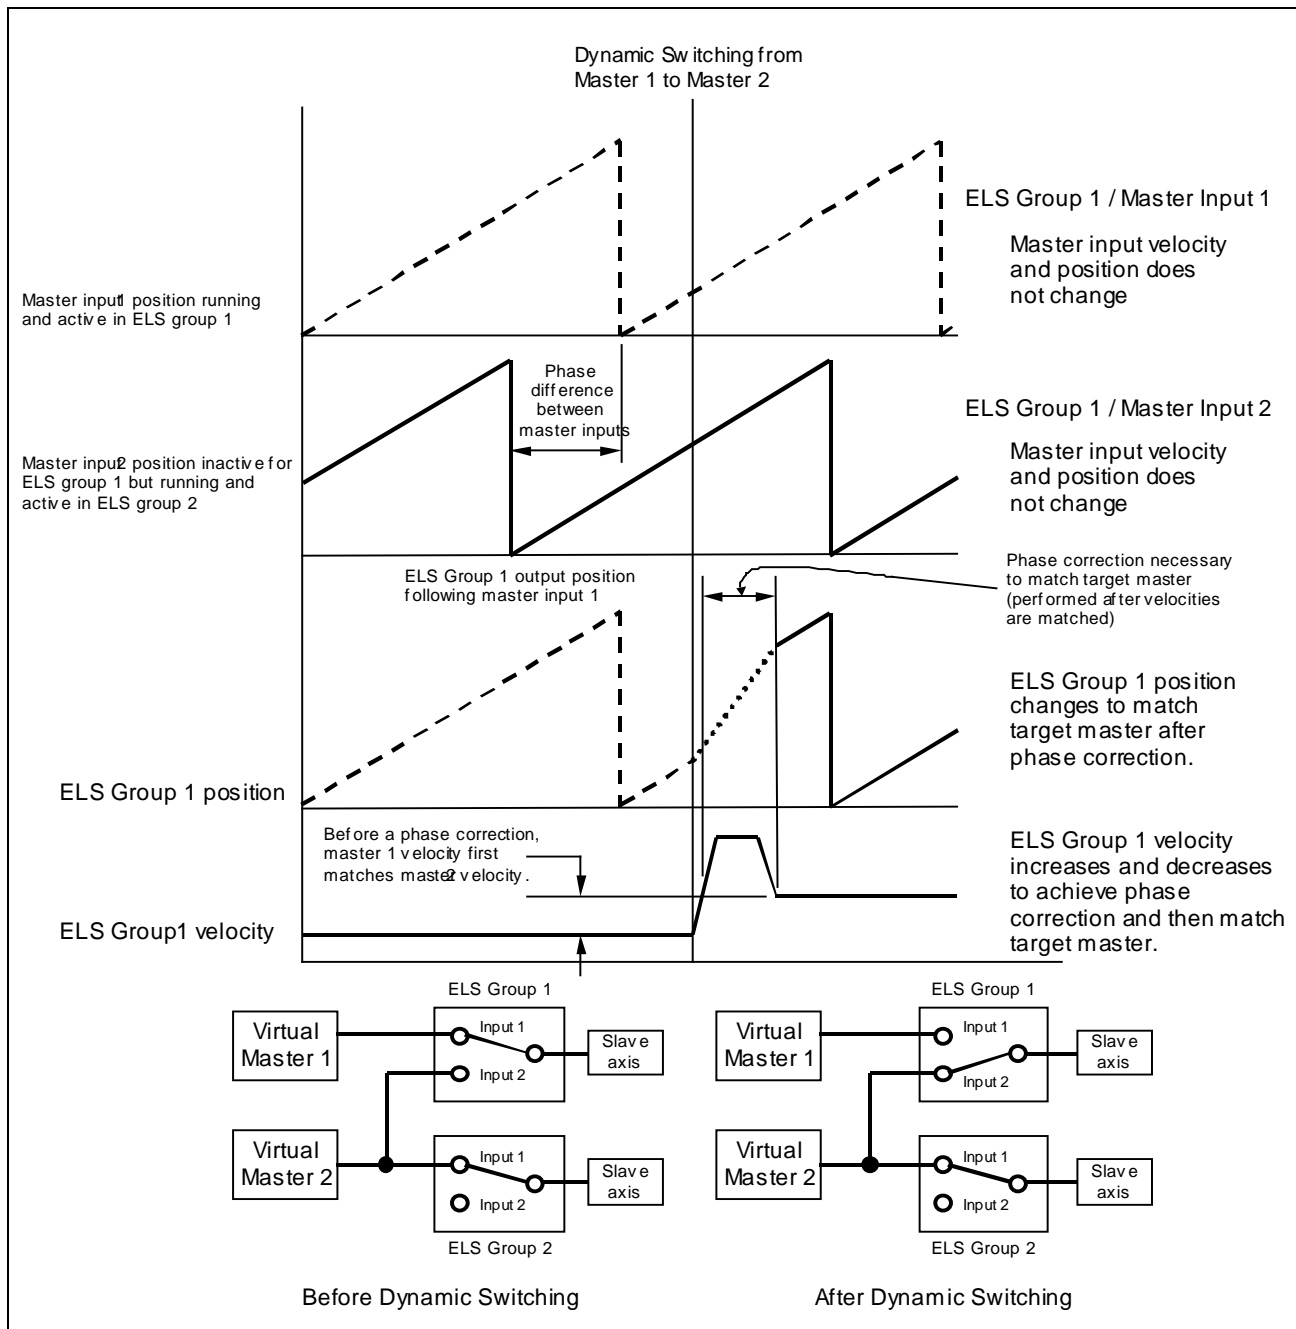 Dynamic Switching from
Master 1 to Master 2
ELS Group 1 / Master Input 1
Master input velocity
and position does
not change
Master input1 position running
and active in ELS group 1
Phase
difference
between
master inputs
ELS Group 1 / Master Input 2
Master input velocity
and position does
not change
Master input2 position inactive for
ELS group 1 but running and
active in ELS group 2
ELS Group 1 output position
following master input 1
Phase correction necessary
to match target master
(performed after velocities
are matched)
ELS Group 1 position
changes to match
target master after
phase correction.
ELS Group 1 position
Before a phase correction,
master 1 velocity first
matches master2 velocity.
ELS Group 1 velocity
increases and decreases
to achieve phase
correction and then match
target master.
ELS Group1 velocity
ELS Group 1
Virtual
Master 1
Input 1
Input 2
Slave
axis
Virtual
Master 2
Input 1
Input 2
Slave
axis
ELS Group 2
Before Dynamic Switching
ELS Group 1
Virtual
Master 1
Input 1
Input 2
Slave
axis
Virtual
Master 2
Input 1
Input 2
Slave
axis
ELS Group 2
After Dynamic Switching